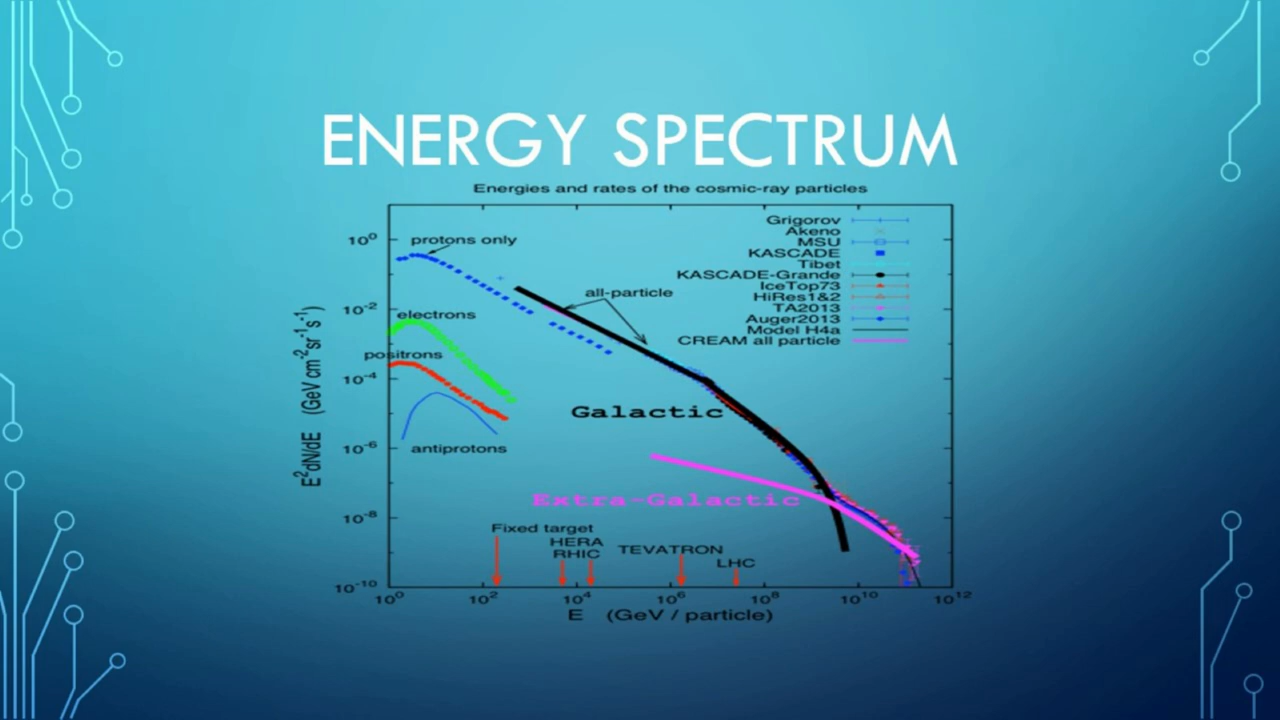 ENERGY SPECTRUM
Energies and rates of the cosmic-ray particles
Grigorov
Akeno
MSU
KASCADE
Tibet
KASCADE-Grande
IceTop73
HiRes1&2
TA2013
Auger2013
Model H4a
CREAM all particle
protons only
all-particle
electrons
positrons
antiprotons
Galactic
Extra-Galactic
Fixed target
HERA
RHIC
TEVATRON
LHC
10⁰
10⁻²
10⁻⁴
10⁻⁶
10⁻⁸
10⁻¹⁰
E²dN/dE (GeV cm⁻²sr⁻¹s⁻¹)
10⁰ 10² 10⁴ 10⁶ 10⁸ 10¹⁰ 10¹²
E (GeV / particle)